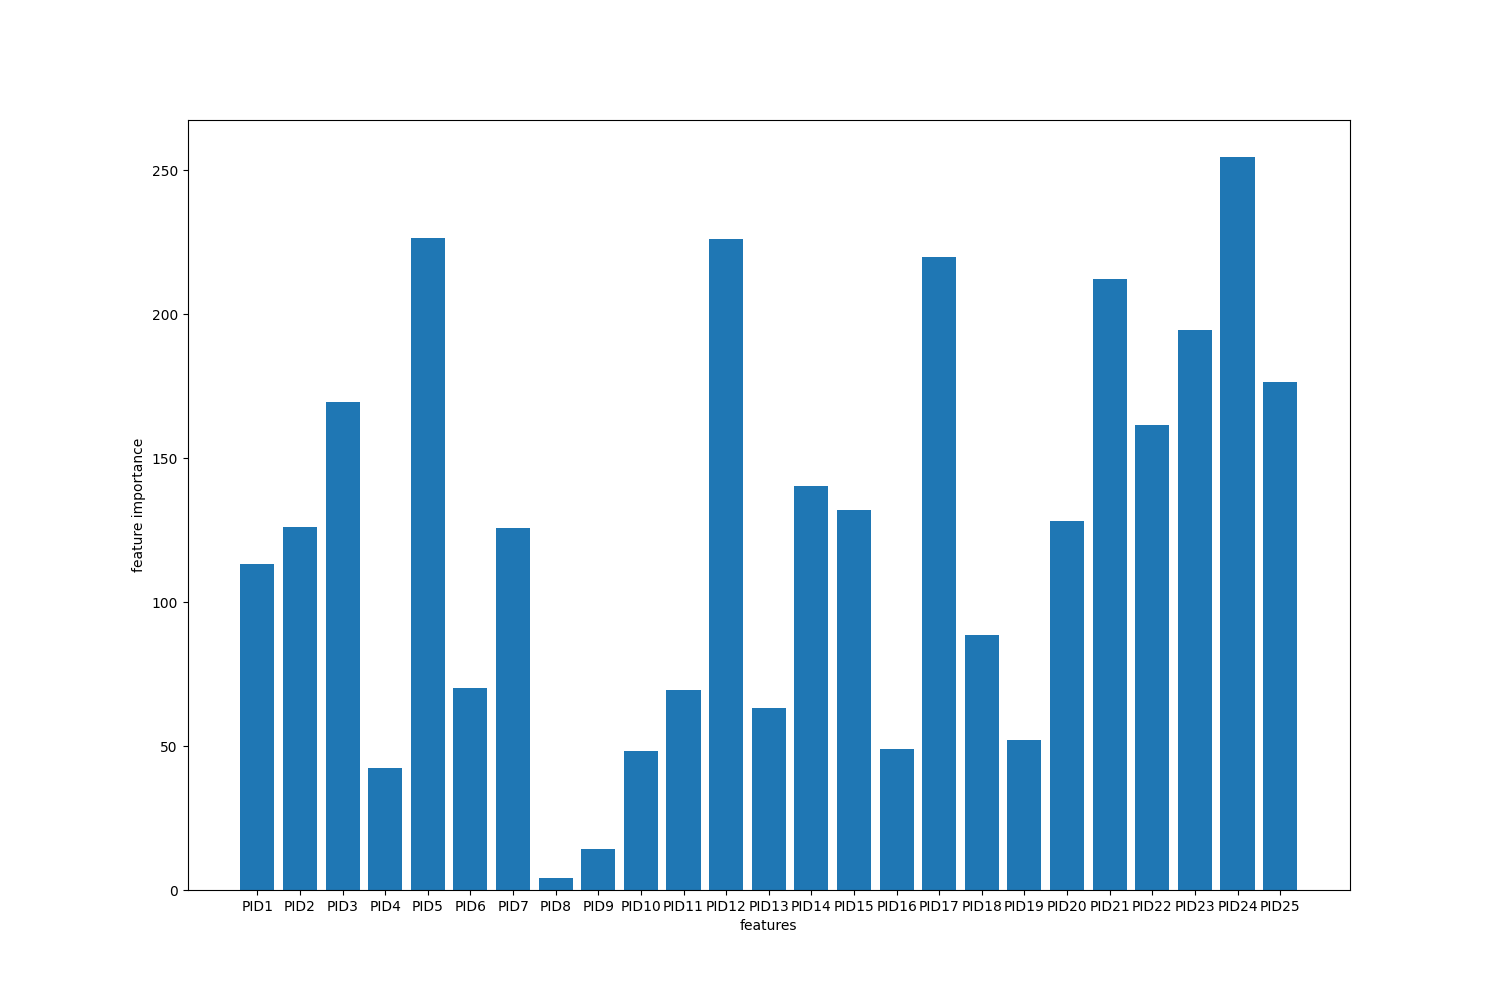 250
200
150
100
50
0
feature importance
PID1 PID2 PID3 PID4 PID5 PID6 PID7 PID8 PID9 PID10 PID11 PID12 PID13 PID14 PID15 PID16 PID17 PID18 PID19 PID20 PID21 PID22 PID23 PID24 PID25
features